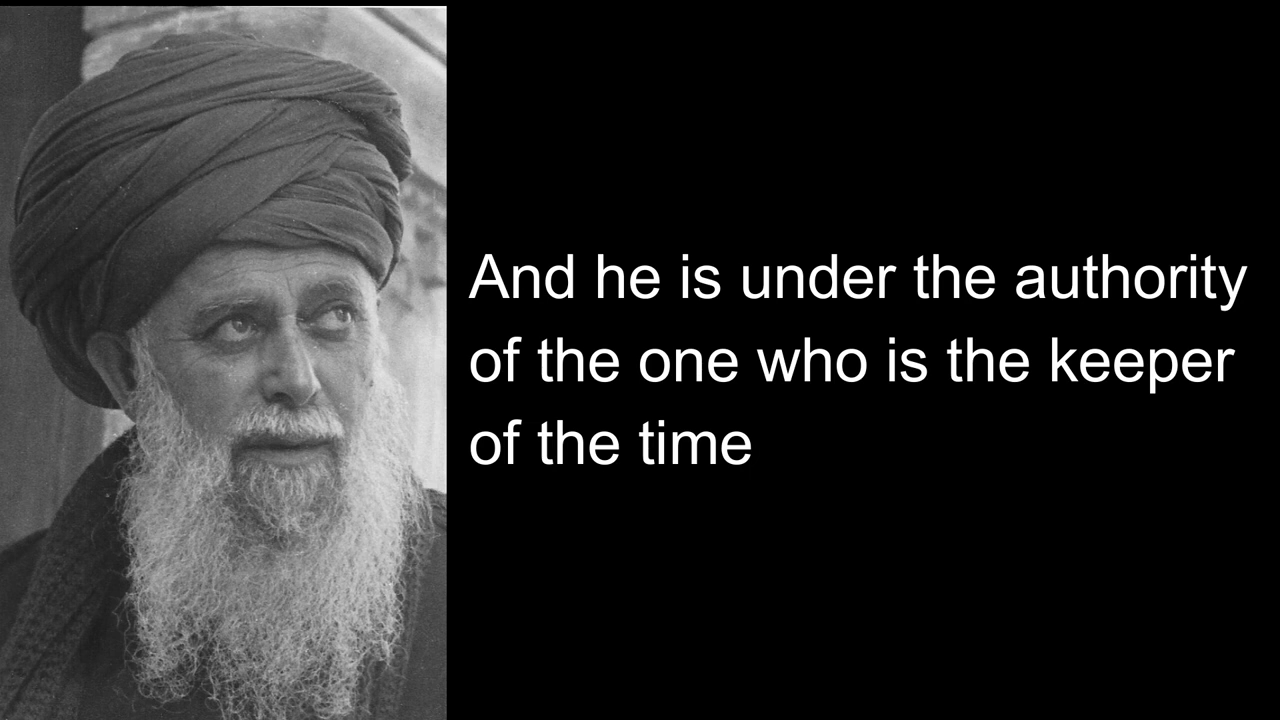 And he is under the authority
of the one who is the keeper
of the time